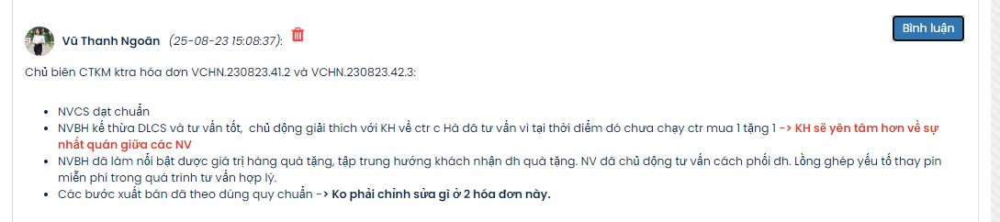 Vũ Thanh Ngoãn (25-08-23 15:08:37):
Bình luận
Chủ biên CTKM ktra hóa đơn VCHN.230823.41.2 và VCHN.230823.42.3:
NVCS đạt chuẩn
NVBH kế thừa DLCS và tư vấn tốt, chủ động giải thích với KH về ctr c Hà đã tư vấn vì tại thời điểm đó chưa chạy ctr mua 1 tặng 1 -> KH sẽ yên tâm hơn về sự
nhất quán giữa các NV
NVBH đã làm nổi bật được giá trị hàng quà tặng, tập trung hướng khách nhận đh quà tặng. NV đã chủ động tư vấn cách phối đh. Lồng ghép yếu tố thay pin
miễn phí trong quá trình tư vấn hợp lý.
Các bước xuất bán đã theo đúng quy chuẩn -> Ko phải chỉnh sửa gì ở 2 hóa đơn này.